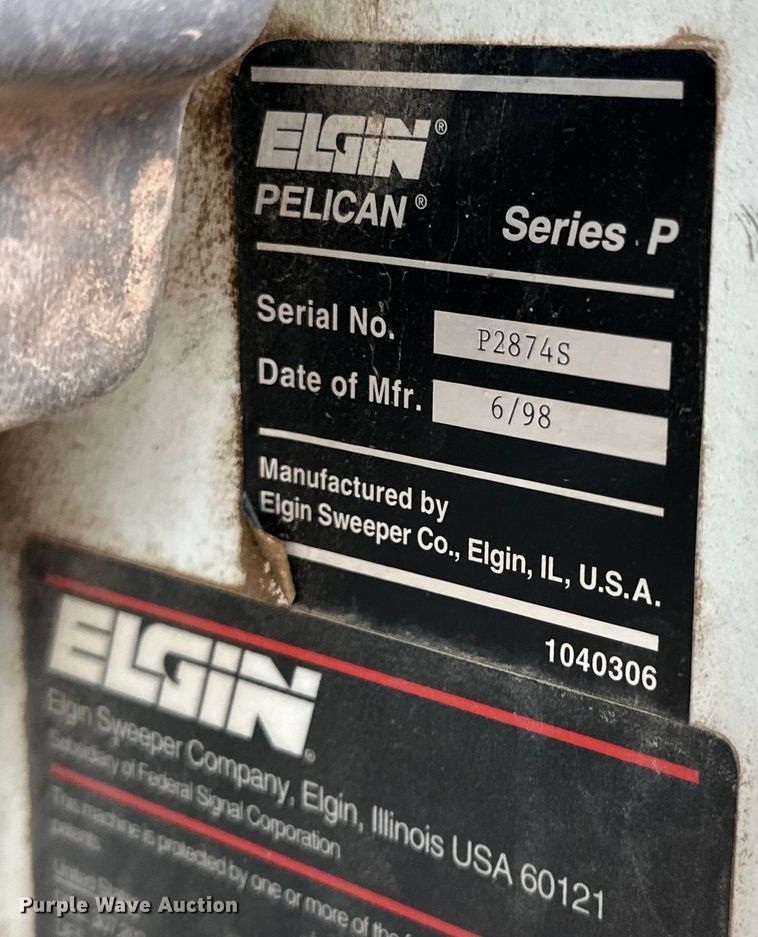 ELGIN®
PELICAN®
Series P
Serial No. P2874S
Date of Mfr. 6/98
Manufactured by
Elgin Sweeper Co., Elgin, IL, U.S.A.
1040306
ELGIN®
Elgin Sweeper Company, Elgin, Illinois USA 60121
Subsidiary of Federal Signal Corporation
This machine is protected by one or more of the
patents
United
Purple Wave Auction